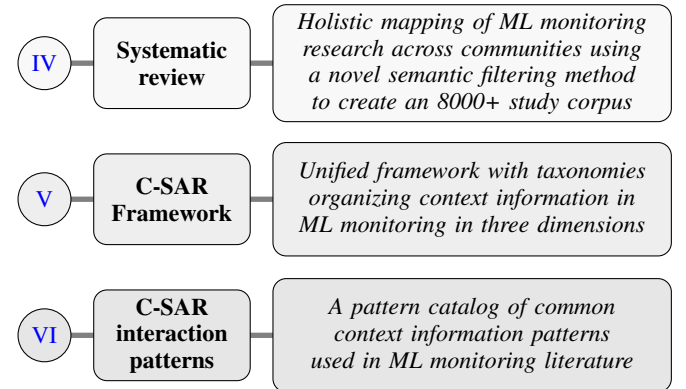 IV
Systematic
review
Holistic mapping of ML monitoring
research across communities using
a novel semantic filtering method
to create an 8000+ study corpus
V
C-SAR
Framework
Unified framework with taxonomies
organizing context information in
ML monitoring in three dimensions
VI
C-SAR
interaction
patterns
A pattern catalog of common
context information patterns
used in ML monitoring literature